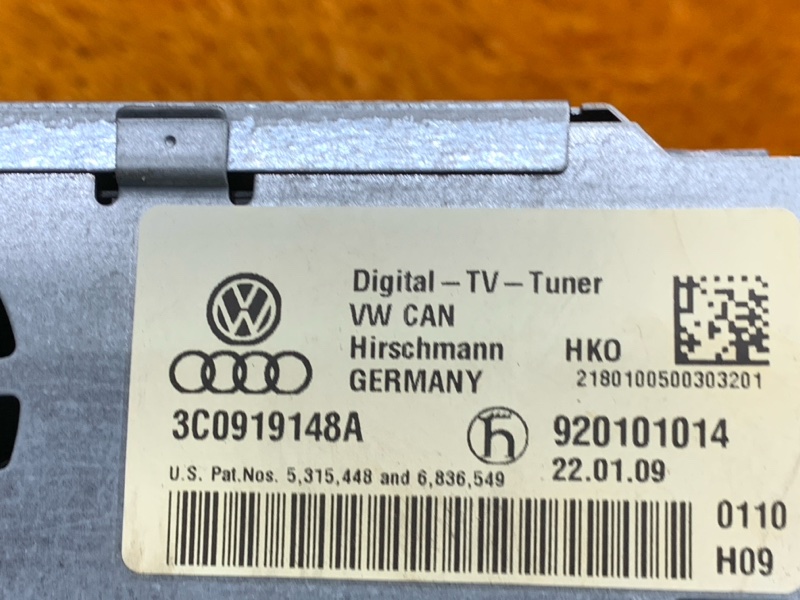 Digital-TV-Tuner
VW CAN
Hirschmann HKO
GERMANY 2180100500303201
3C0919148A h 920101014
U.S. Pat.Nos. 5,315,448 and 6,836,549 22.01.09
0110
H09